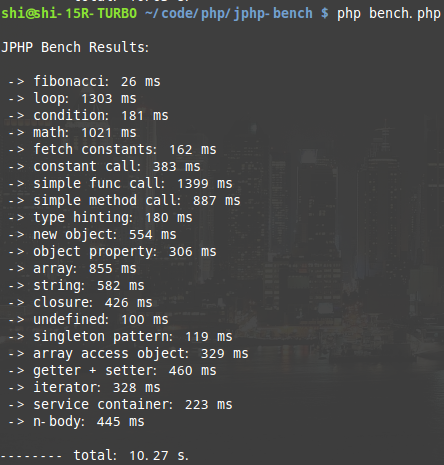 shi@shi-15R-TURBO ~/code/php/jphp-bench $ php bench.php
JPHP Bench Results:
-> fibonacci: 26 ms
-> loop: 1303 ms
-> condition: 181 ms
-> math: 1021 ms
-> fetch constants: 162 ms
-> constant call: 383 ms
-> simple func call: 1399 ms
-> simple method call: 887 ms
-> type hinting: 180 ms
-> new object: 554 ms
-> object property: 306 ms
-> array: 855 ms
-> string: 582 ms
-> closure: 426 ms
-> undefined: 100 ms
-> singleton pattern: 119 ms
-> array access object: 329 ms
-> getter + setter: 460 ms
-> iterator: 328 ms
-> service container: 223 ms
-> n-body: 445 ms
-------- total: 10.27 s.